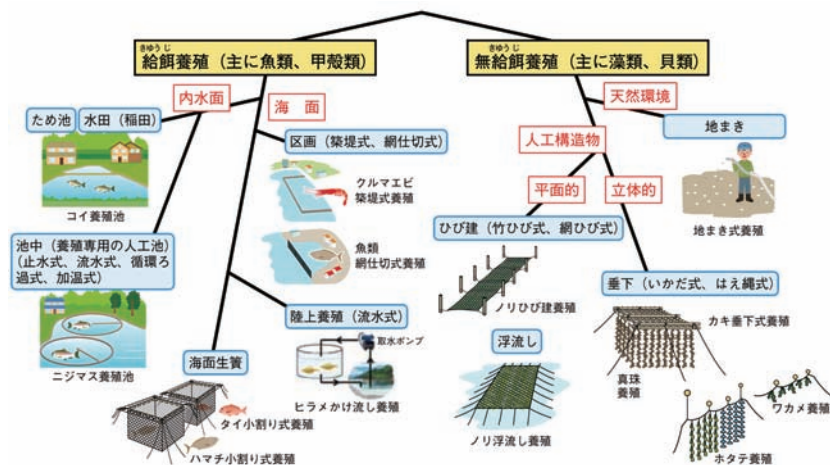 きゅうじ
給餌養殖（主に魚類、甲殻類）
内水面
海　面
ため池
水田（稲田）
コイ養殖池
池中（養殖専用の人工池）
（止水式、流水式、循環ろ
過式、加温式）
ニジマス養殖池
区画（築堤式、網仕切式）
クルマエビ
築堤式養殖
魚類
網仕切式養殖
陸上養殖（流水式）
取水ポンプ
ヒラメかけ流し養殖
海面生簀
タイ小割り式養殖
ハマチ小割り式養殖
きゅうじ
無給餌養殖（主に藻類、貝類）
天然環境
地まき
地まき式養殖
人工構造物
平面的
立体的
ひび建（竹ひび式、網ひび式）
ノリひび建養殖
浮流し
ノリ浮流し養殖
垂下（いかだ式、はえ縄式）
カキ垂下式養殖
真珠
養殖
ワカメ養殖
ホタテ養殖